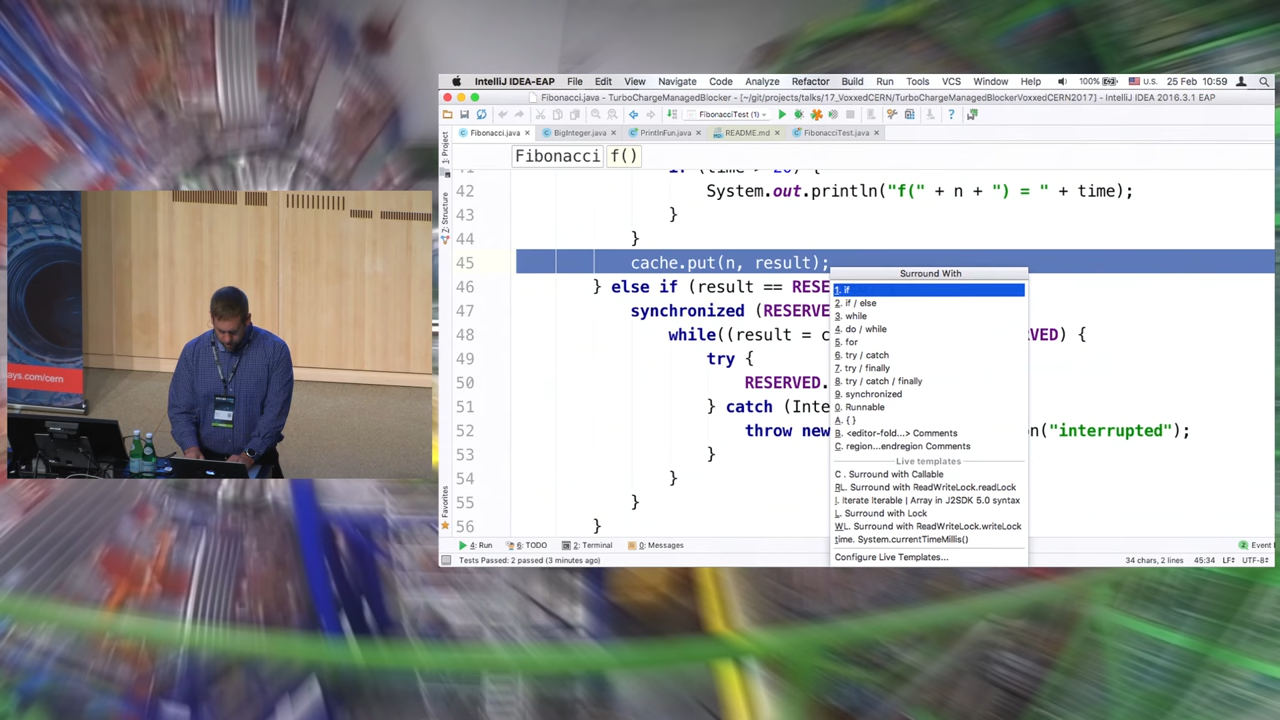 IntelliJ IDEA-EAP File Edit View Navigate Code Analyze Refactor Build Run Tools VCS Window Help 100% U.S. 25 Feb 10:59
Fibonacci.java - TurboChargeManagedBlocker - [~/git/projects/talks/17_VoxxedCERN/TurboChargeManagedBlockerVoxxedCERN2017] - IntelliJ IDEA 2016.3.1 EAP
FibonacciTest (1)
Fibonacci.java BigInteger.java PrintInFun.java README.md FibonacciTest.java
1: Project
Fibonacci f()
42 System.out.println("f(" + n + ") = " + time);
43 }
Z: Structure
44 }
45 cache.put(n, result);
Surround With
46 } else if (result == RESE
1. if
2. if / else
47 synchronized (RESERVE
3. while
4. do / while
48 while((result = c RVED) {
5. for
6. try / catch
49 try {
7. try / finally
8. try / catch / finally
50 RESERVED.
9. synchronized
0. Runnable
51 } catch (Inte
A. { }
52 throw new on("interrupted");
B. <editor-fold...> Comments
C. region...endregion Comments
53 }
Live templates
C . Surround with Callable
54 }
RL. Surround with ReadWriteLock.readLock
I. Iterate Iterable | Array in J2SDK 5.0 syntax
55 }
L. Surround with Lock
56 }
WL. Surround with ReadWriteLock.writeLock
time. System.currentTimeMillis()
Favorites
4: Run 6: TODO Terminal 0: Messages Event
Configure Live Templates...
Tests Passed: 2 passed (3 minutes ago) 34 chars, 2 lines 45:34 LF UTF-8
ays.com/cern